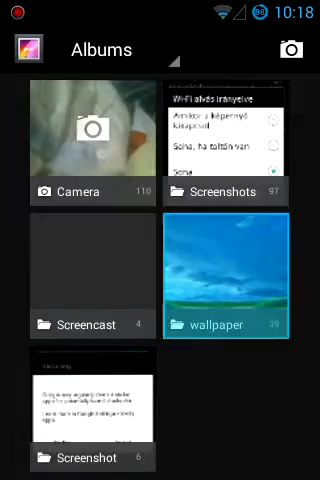 88 10:18
Albums
Wi-Fi alvás irányelve
Amikor a képernyő
kikapcsol
Soha, ha töltőn van
Soha
Camera 110
Screenshots 97
Screencast 4
wallpaper 39
Screenshot 6